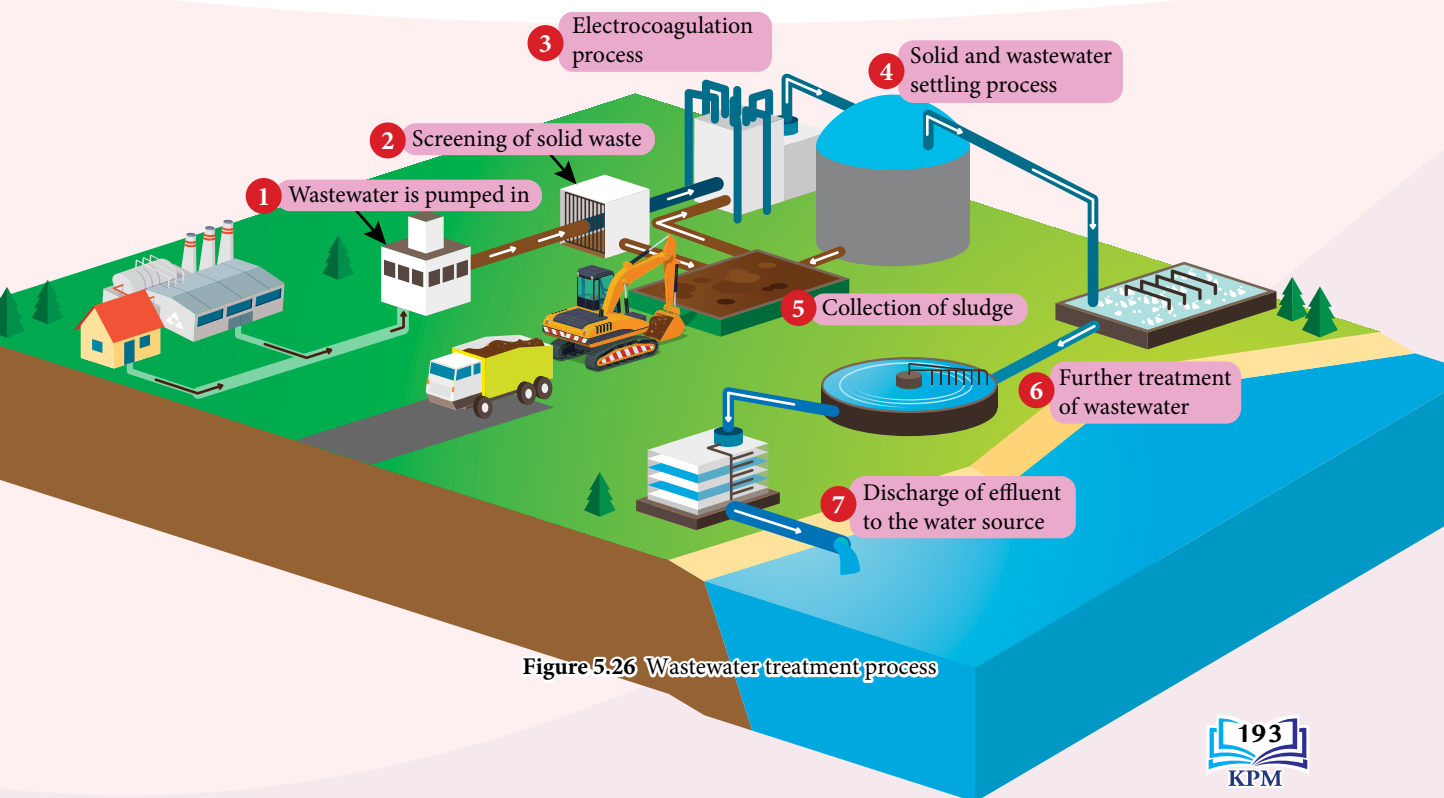 3 Electrocoagulation
process
4 Solid and wastewater
settling process
2 Screening of solid waste
1 Wastewater is pumped in
5 Collection of sludge
6 Further treatment
of wastewater
7 Discharge of effluent
to the water source
Figure 5.26 Wastewater treatment process
193
KPM